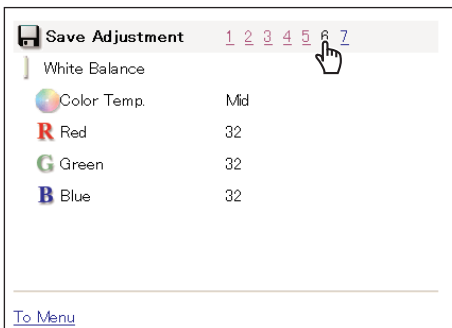 Save Adjustment 1 2 3 4 5 6 7
White Balance
Color Temp. Mid
R Red 32
G Green 32
B Blue 32
To Menu